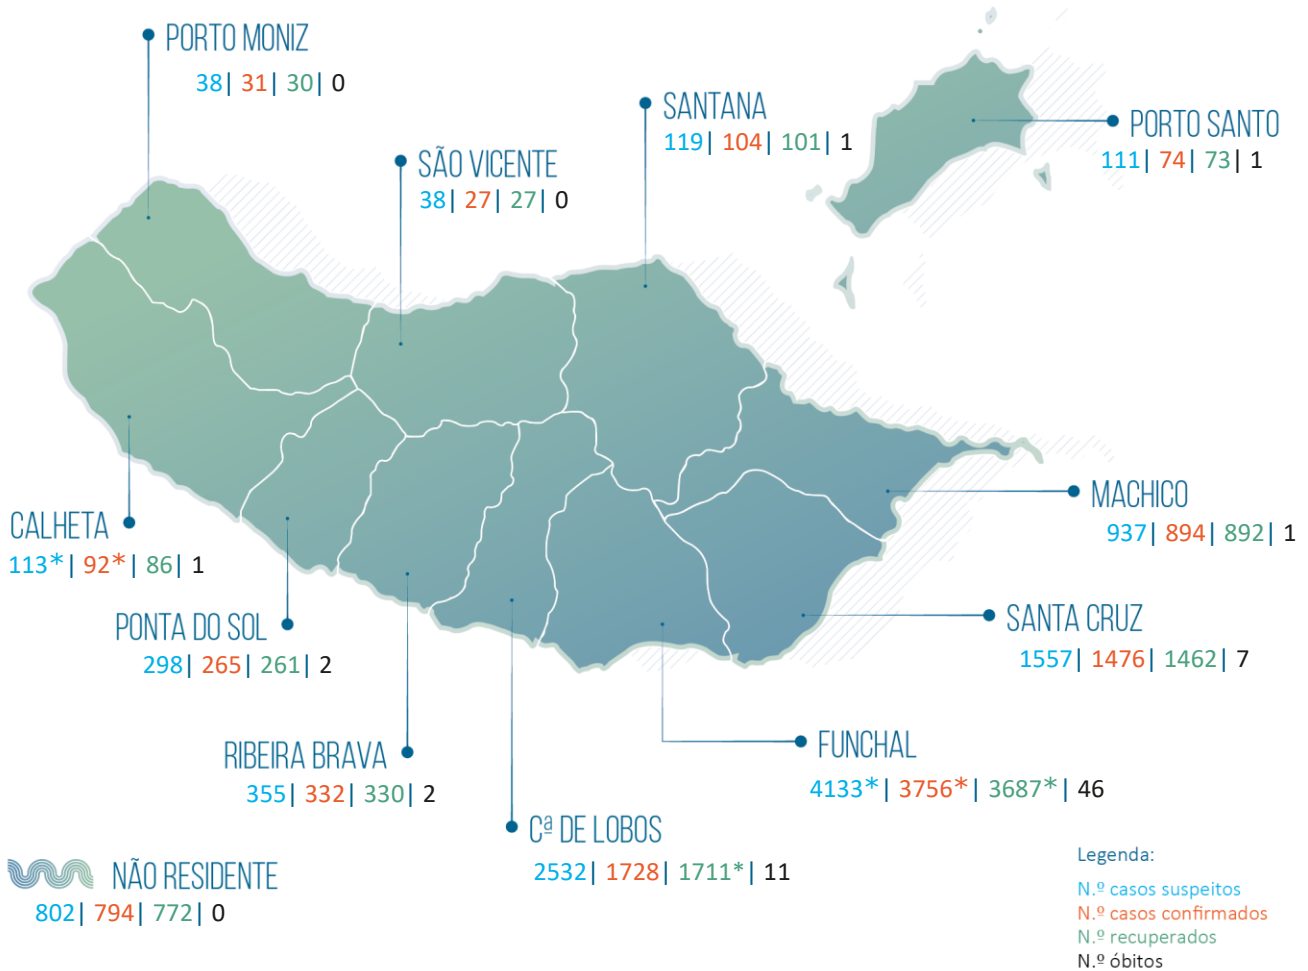 PORTO MONIZ
38| 31| 30| 0
SANTANA
119| 104| 101| 1
PORTO SANTO
111| 74| 73| 1
SÃO VICENTE
38| 27| 27| 0
MACHICO
937| 894| 892| 1
CALHETA
113*| 92*| 86| 1
PONTA DO SOL
298| 265| 261| 2
SANTA CRUZ
1557| 1476| 1462| 7
RIBEIRA BRAVA
355| 332| 330| 2
FUNCHAL
4133*| 3756*| 3687*| 46
Cª DE LOBOS
2532| 1728| 1711*| 11
NÃO RESIDENTE
802| 794| 772| 0
Legenda:
N.º casos suspeitos
N.º casos confirmados
N.º recuperados
N.º óbitos